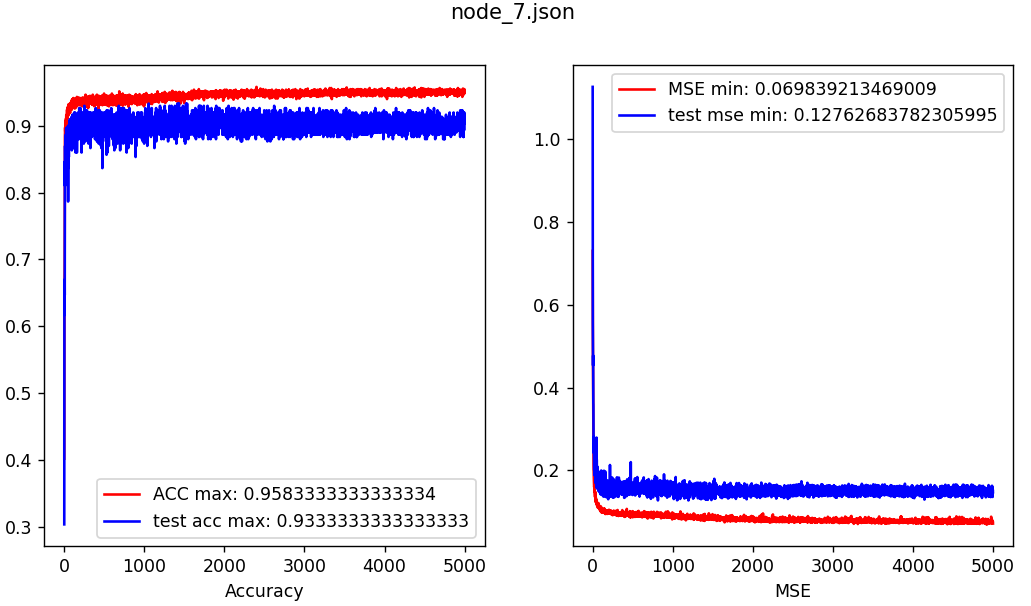 node_7.json
0.9
0.8
0.7
0.6
0.5
0.4
0.3
ACC max: 0.9583333333333334
test acc max: 0.9333333333333333
0 1000 2000 3000 4000 5000
Accuracy
MSE min: 0.069839213469009
test mse min: 0.12762683782305995
1.0
0.8
0.6
0.4
0.2
0 1000 2000 3000 4000 5000
MSE